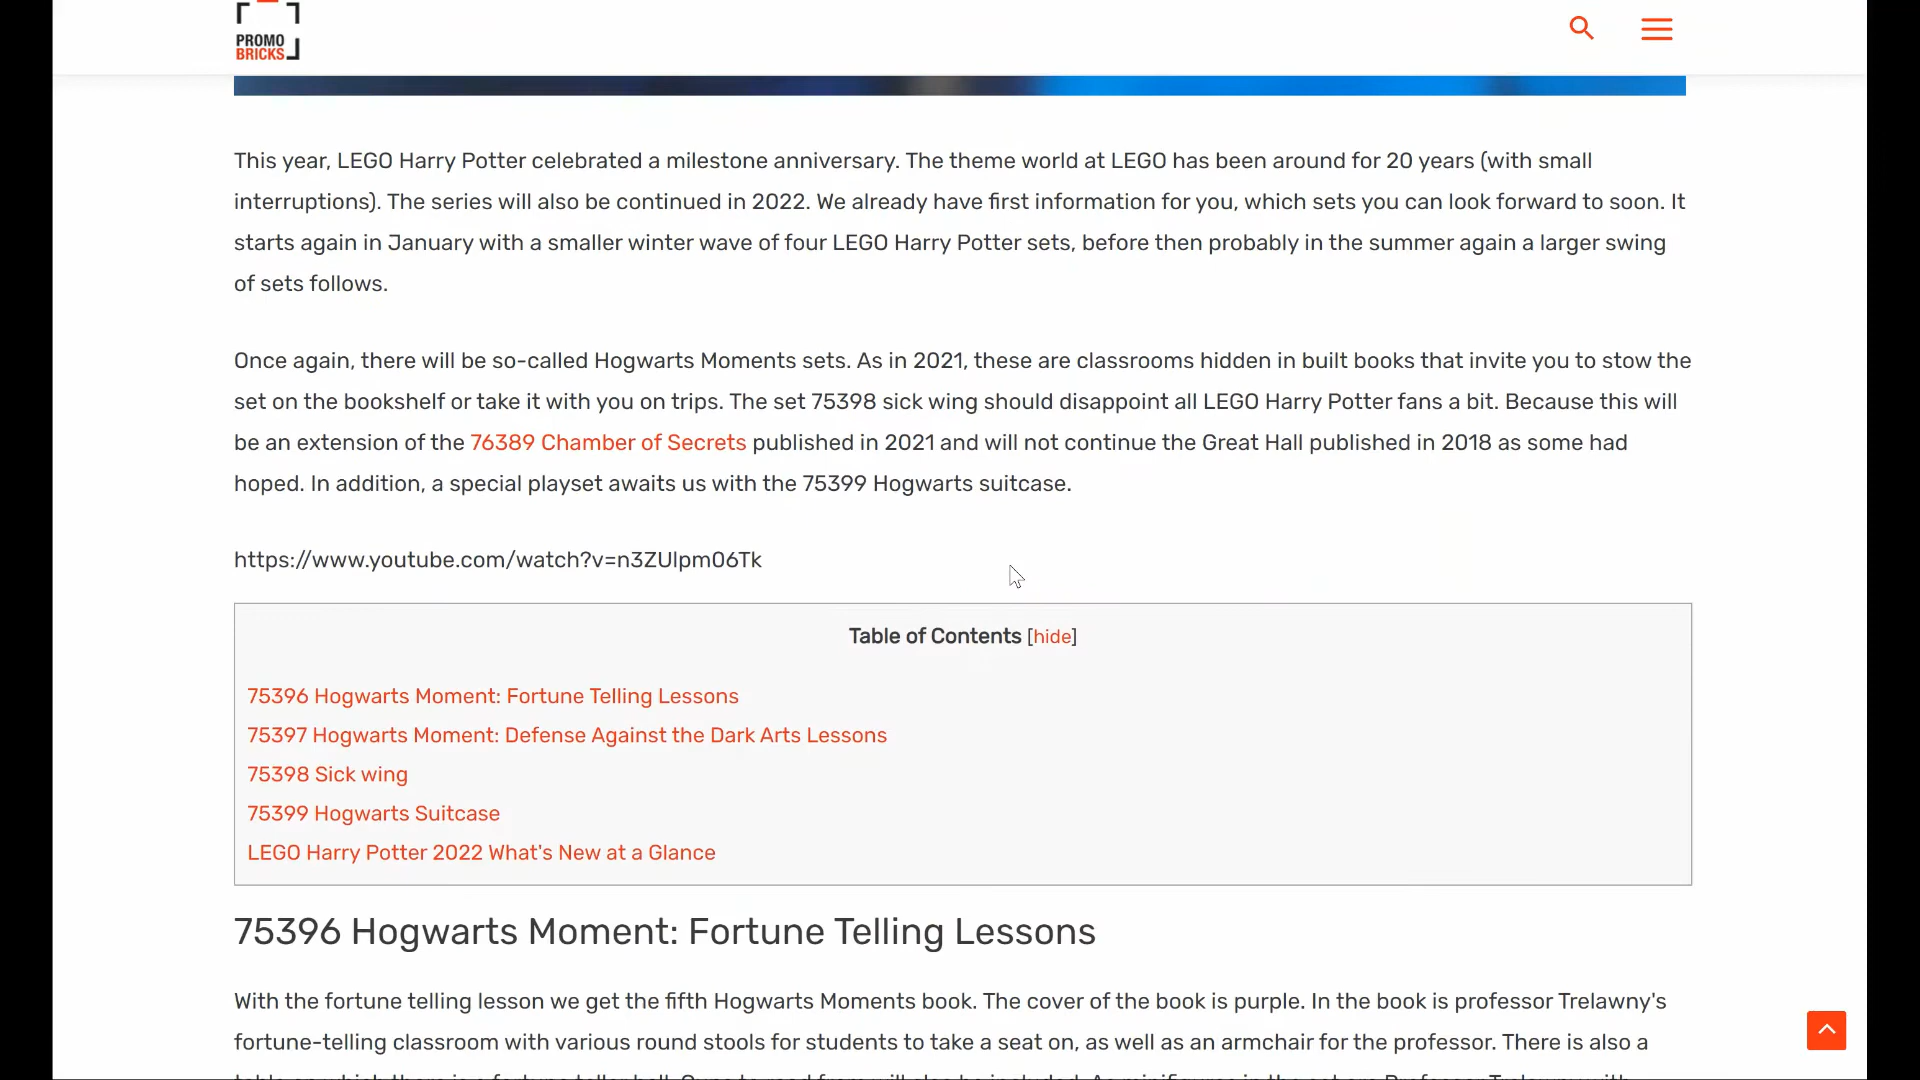 PROMO
BRICKS
This year, LEGO Harry Potter celebrated a milestone anniversary. The theme world at LEGO has been around for 20 years (with small
interruptions). The series will also be continued in 2022. We already have first information for you, which sets you can look forward to soon. It
starts again in January with a smaller winter wave of four LEGO Harry Potter sets, before then probably in the summer again a larger swing
of sets follows.
Once again, there will be so-called Hogwarts Moments sets. As in 2021, these are classrooms hidden in built books that invite you to stow the
set on the bookshelf or take it with you on trips. The set 75398 sick wing should disappoint all LEGO Harry Potter fans a bit. Because this will
be an extension of the 76389 Chamber of Secrets published in 2021 and will not continue the Great Hall published in 2018 as some had
hoped. In addition, a special playset awaits us with the 75399 Hogwarts suitcase.
https://www.youtube.com/watch?v=n3ZUlpm06Tk
Table of Contents [hide]
75396 Hogwarts Moment: Fortune Telling Lessons
75397 Hogwarts Moment: Defense Against the Dark Arts Lessons
75398 Sick wing
75399 Hogwarts Suitcase
LEGO Harry Potter 2022 What's New at a Glance
75396 Hogwarts Moment: Fortune Telling Lessons
With the fortune telling lesson we get the fifth Hogwarts Moments book. The cover of the book is purple. In the book is professor Trelawny's
fortune-telling classroom with various round stools for students to take a seat on, as well as an armchair for the professor. There is also a